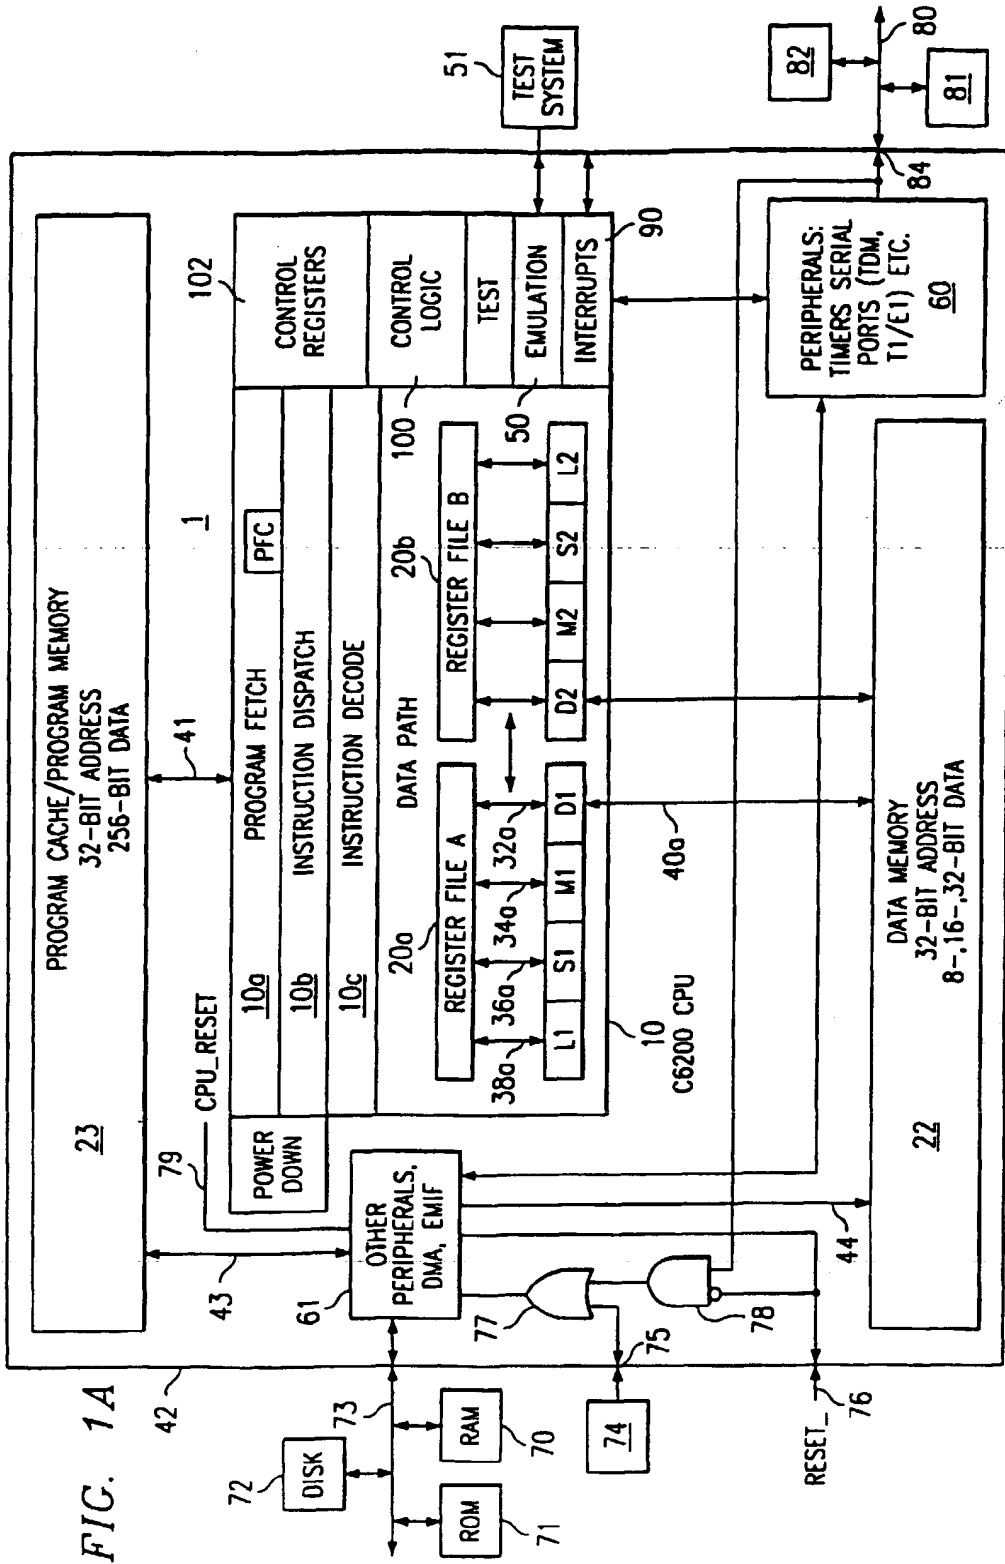 FIG. 1A
42
PROGRAM CACHE/PROGRAM MEMORY
32-BIT ADDRESS
256-BIT DATA
23
1
41
43
79
CPU_RESET
POWER
DOWN
10a
PROGRAM FETCH
PFC
10b
INSTRUCTION DISPATCH
10c
INSTRUCTION DECODE
DATA PATH
102
CONTROL
REGISTERS
100
CONTROL
LOGIC
TEST
50
EMULATION
INTERRUPTS
90
51
TEST
SYSTEM
20a
REGISTER FILE A
20b
REGISTER FILE B
38a
36a
34a
32a
L1
S1
M1
D1
D2
M2
S2
L2
10
C6200 CPU
40a
61
OTHER
PERIPHERALS,
DMA, EMIF
72
DISK
73
RAM
70
ROM
71
74
75
77
78
RESET_
76
44
DATA MEMORY
32-BIT ADDRESS
8-,16-,32-BIT DATA
22
PERIPHERALS:
TIMERS SERIAL
PORTS (TDM,
T1/E1) ETC.
60
84
82
81
80